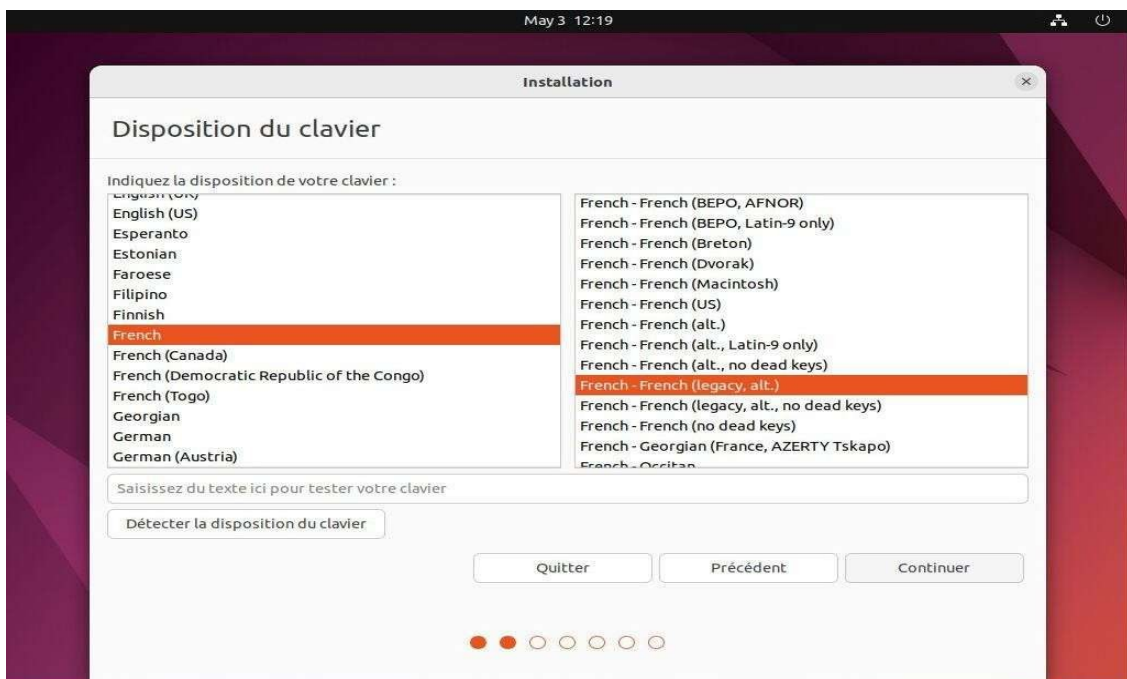 May 3 12:19
Installation
Disposition du clavier
Indiquez la disposition de votre clavier :
English (UK)
English (US)
Esperanto
Estonian
Faroese
Filipino
Finnish
French
French (Canada)
French (Democratic Republic of the Congo)
French (Togo)
Georgian
German
German (Austria)
French - French (BEPO, AFNOR)
French - French (BEPO, Latin-9 only)
French - French (Breton)
French - French (Dvorak)
French - French (Macintosh)
French - French (US)
French - French (alt.)
French - French (alt., Latin-9 only)
French - French (alt., no dead keys)
French - French (legacy, alt.)
French - French (legacy, alt., no dead keys)
French - French (no dead keys)
French - Georgian (France, AZERTY Tskapo)
French - Occitan
Saisissez du texte ici pour tester votre clavier
Détecter la disposition du clavier
Quitter
Précédent
Continuer